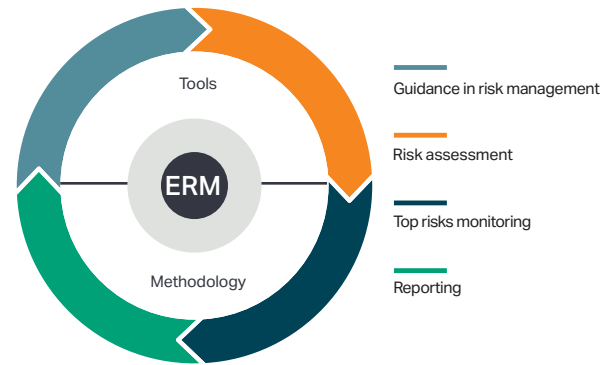 Tools
ERM
Methodology
Guidance in risk management
Risk assessment
Top risks monitoring
Reporting